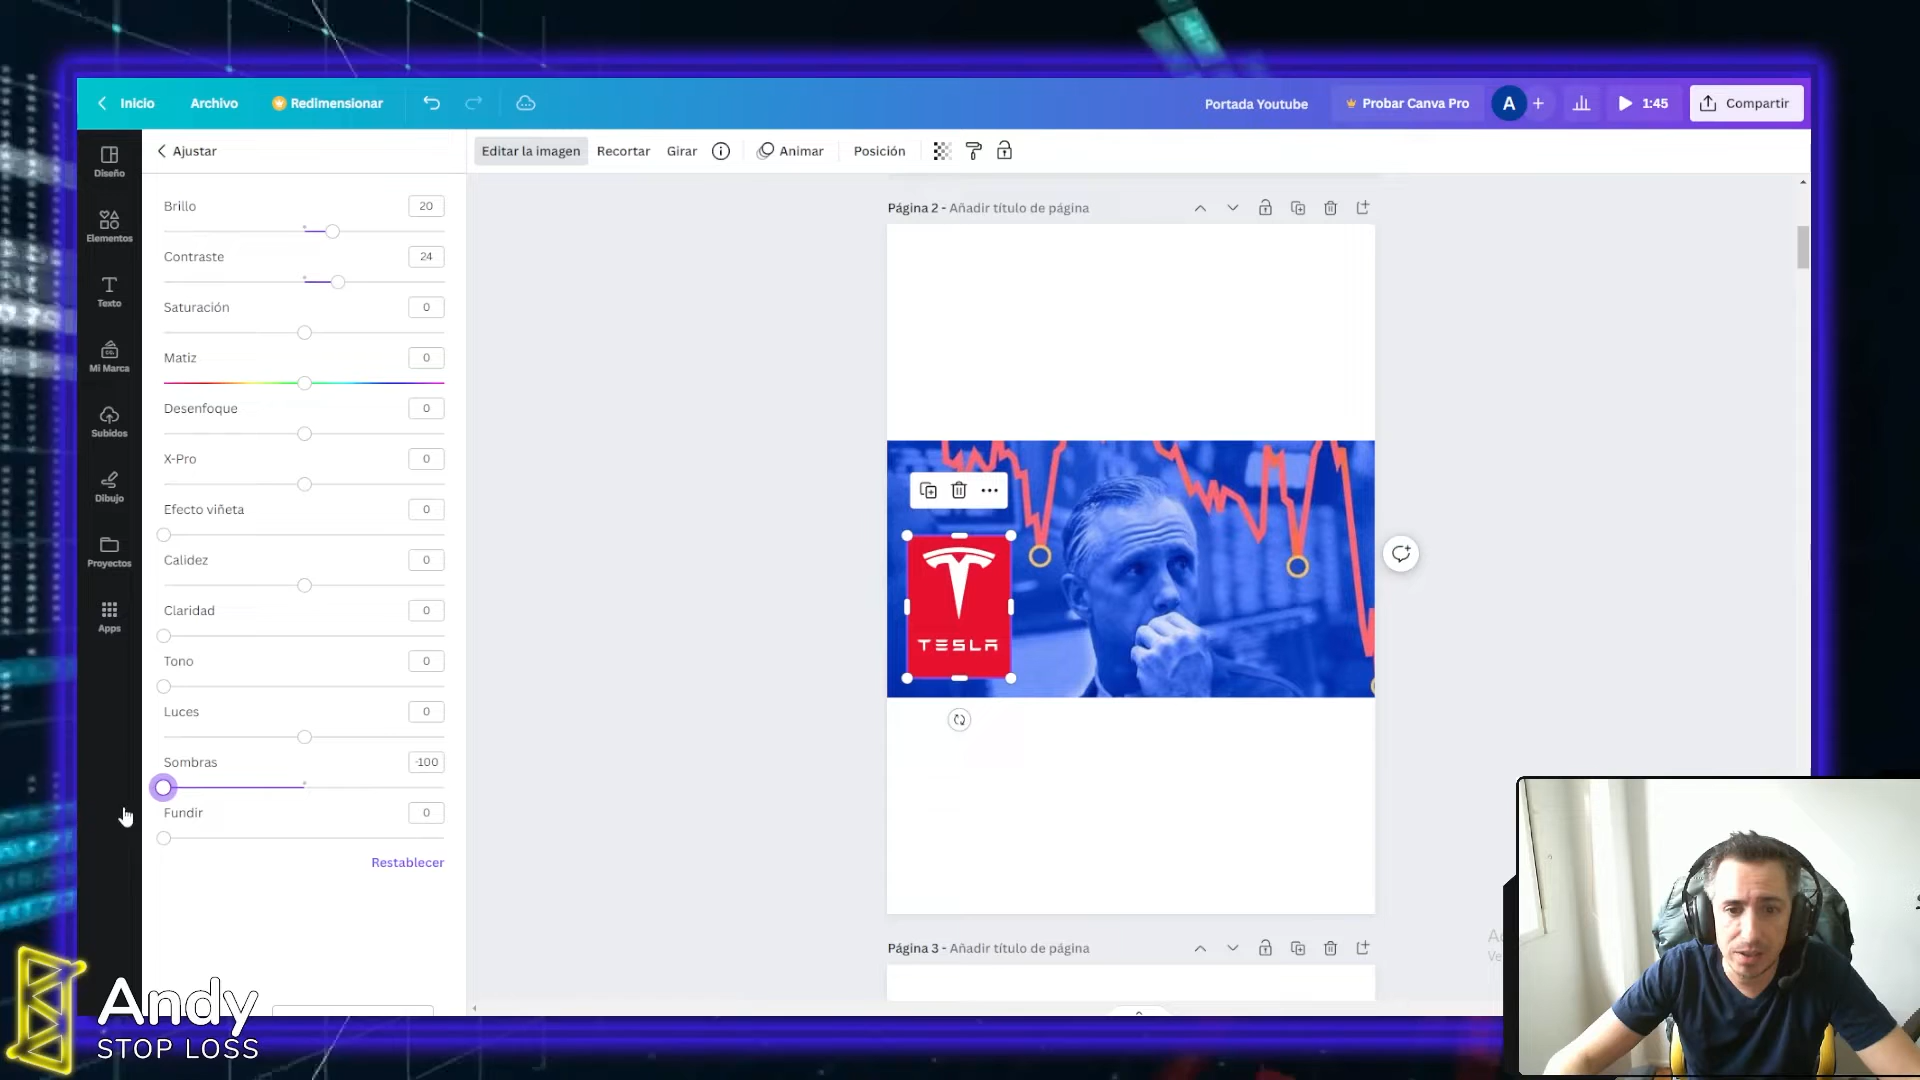 Inicio
Archivo
Redimensionar
Portada Youtube
Probar Canva Pro
A
1:45
Compartir
Diseño
Elementos
Texto
Mi Marca
Subidos
Dibujo
Proyectos
Apps
Ajustar
Brillo 20
Contraste 24
Saturación 0
Matiz 0
Desenfoque 0
X-Pro 0
Efecto viñeta 0
Calidez 0
Claridad 0
Tono 0
Luces 0
Sombras -100
Fundir 0
Restablecer
Editar la imagen
Recortar
Girar
Animar
Posición
Página 2 - Añadir título de página
TESLA
Página 3 - Añadir título de página
Andy
STOP LOSS